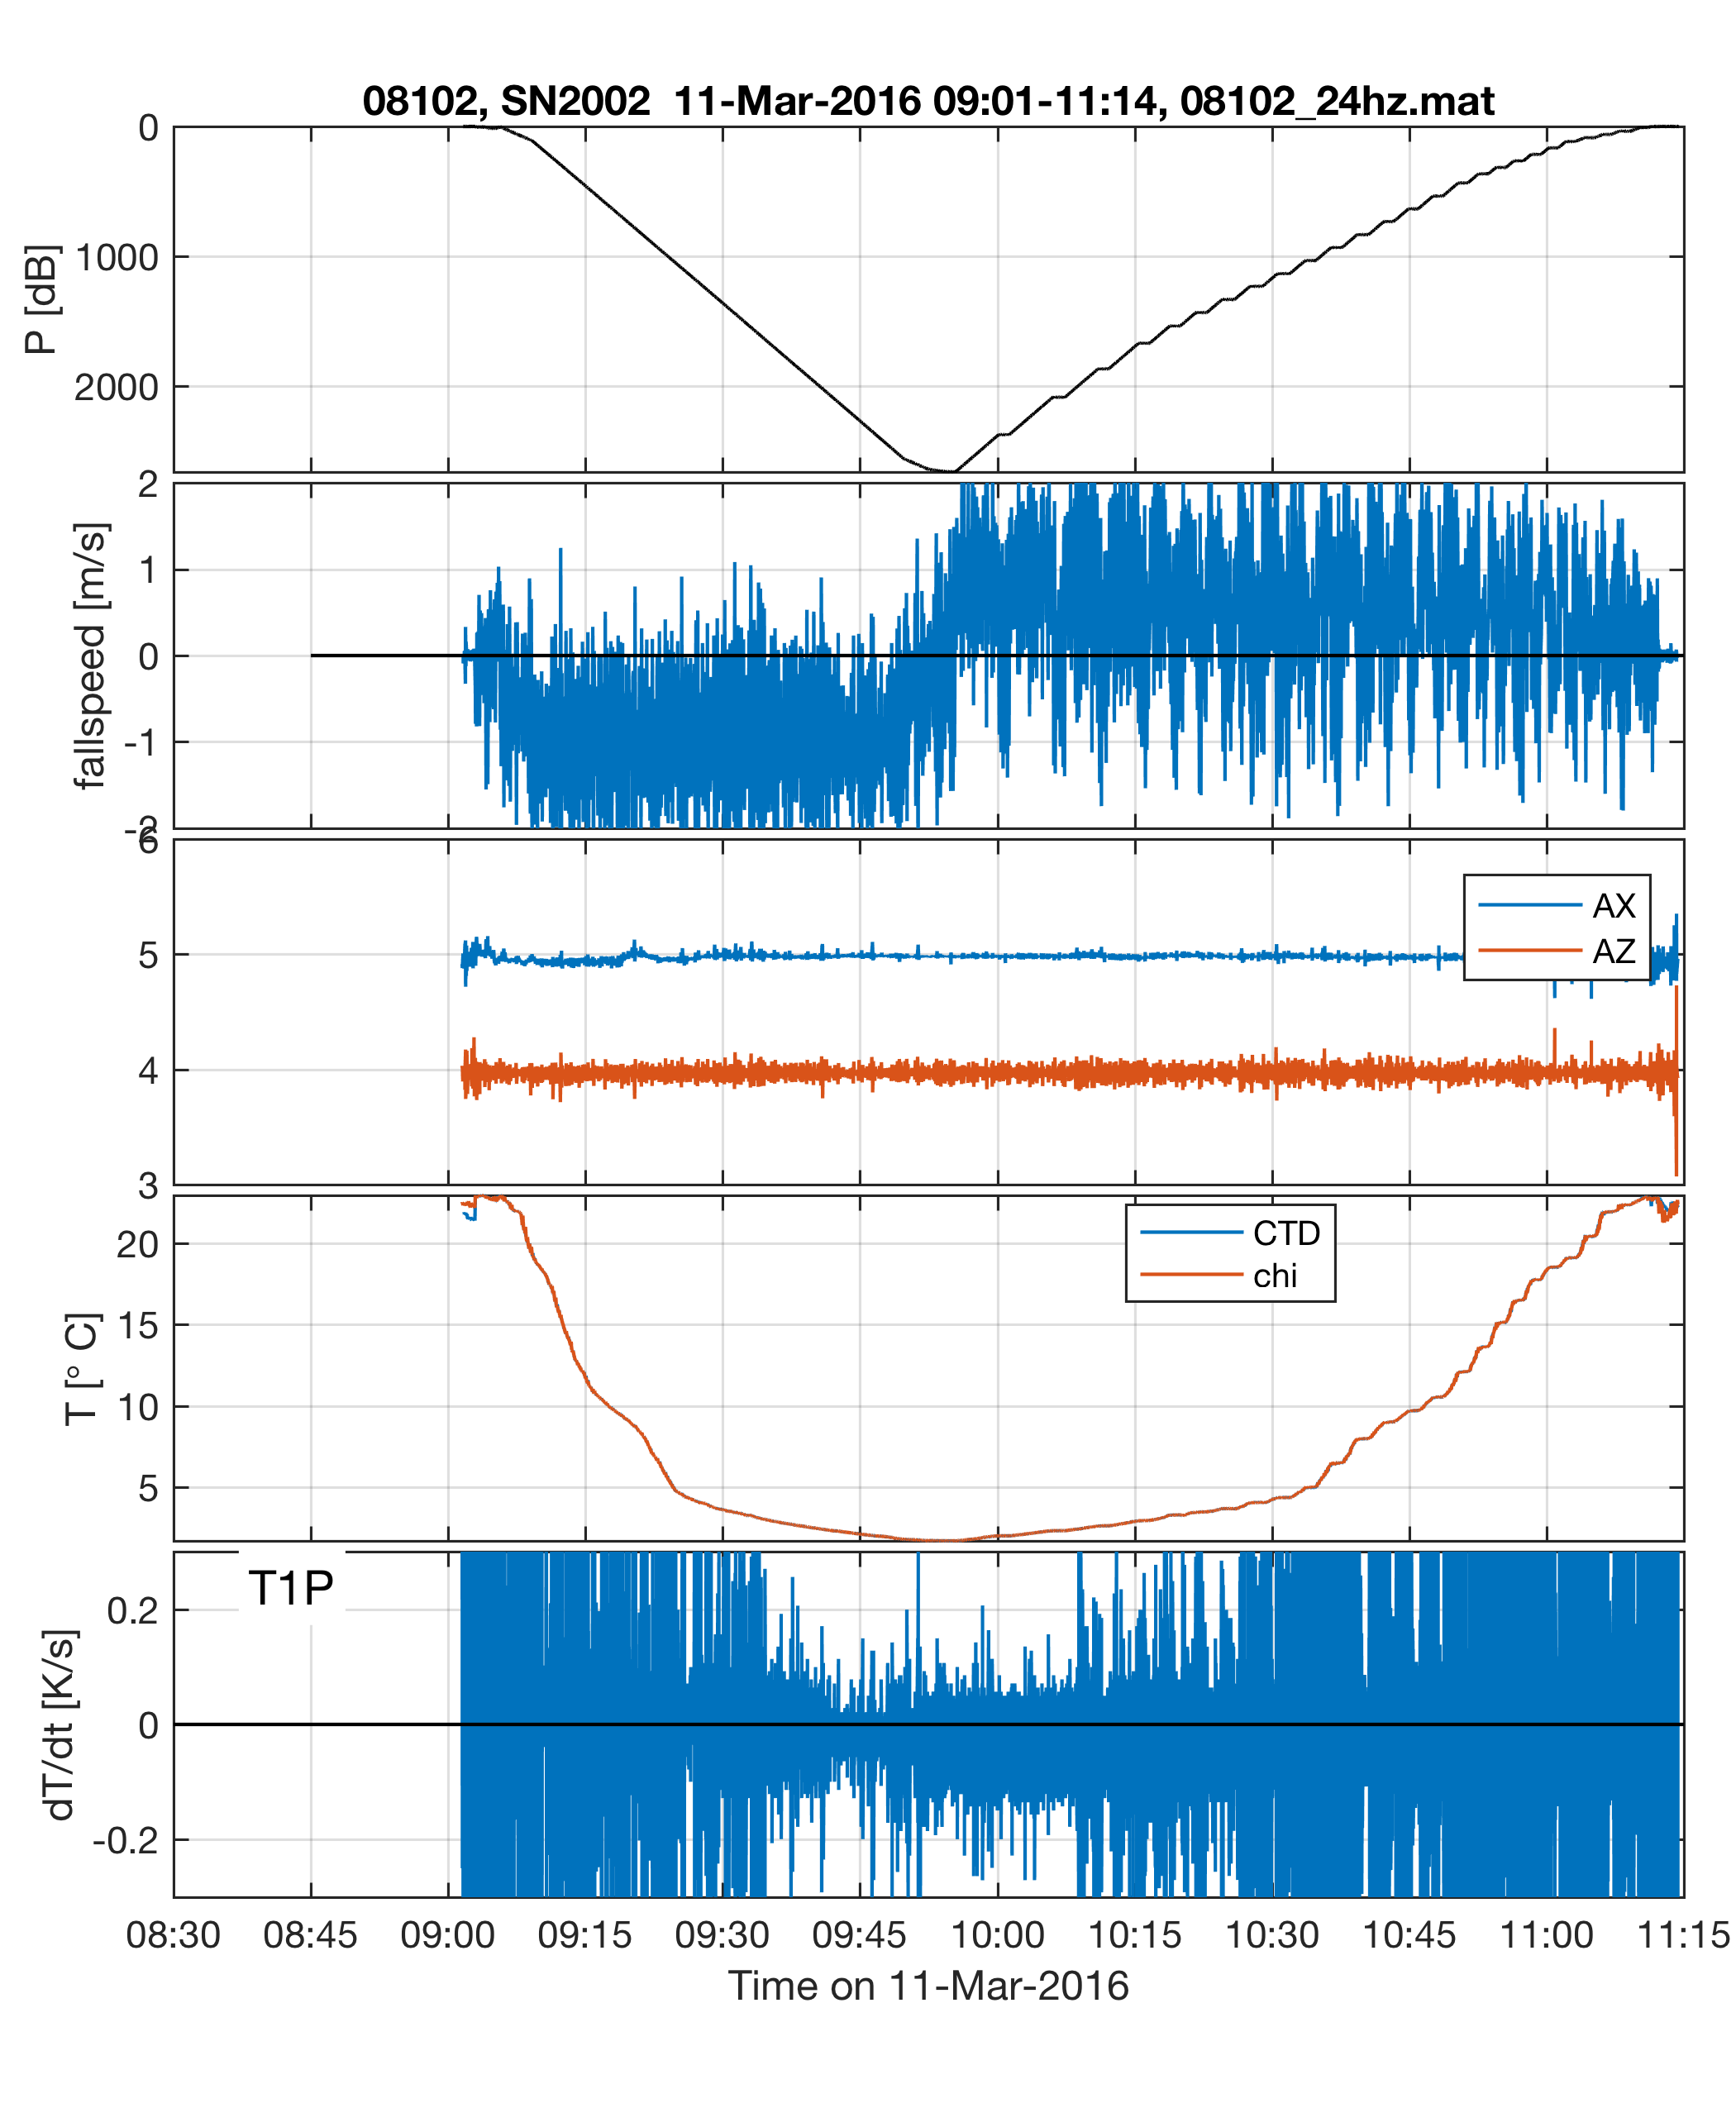 08102, SN2002  11-Mar-2016 09:01-11:14, 08102_24hz.mat
0
1000
2000
P [dB]
2
1
0
-1
-2
fallspeed [m/s]
6
5
4
3
AX
AZ
20
15
10
5
T [° C]
CTD
chi
T1P
0.2
0
-0.2
dT/dt [K/s]
08:30 08:45 09:00 09:15 09:30 09:45 10:00 10:15 10:30 10:45 11:00 11:15
Time on 11-Mar-2016